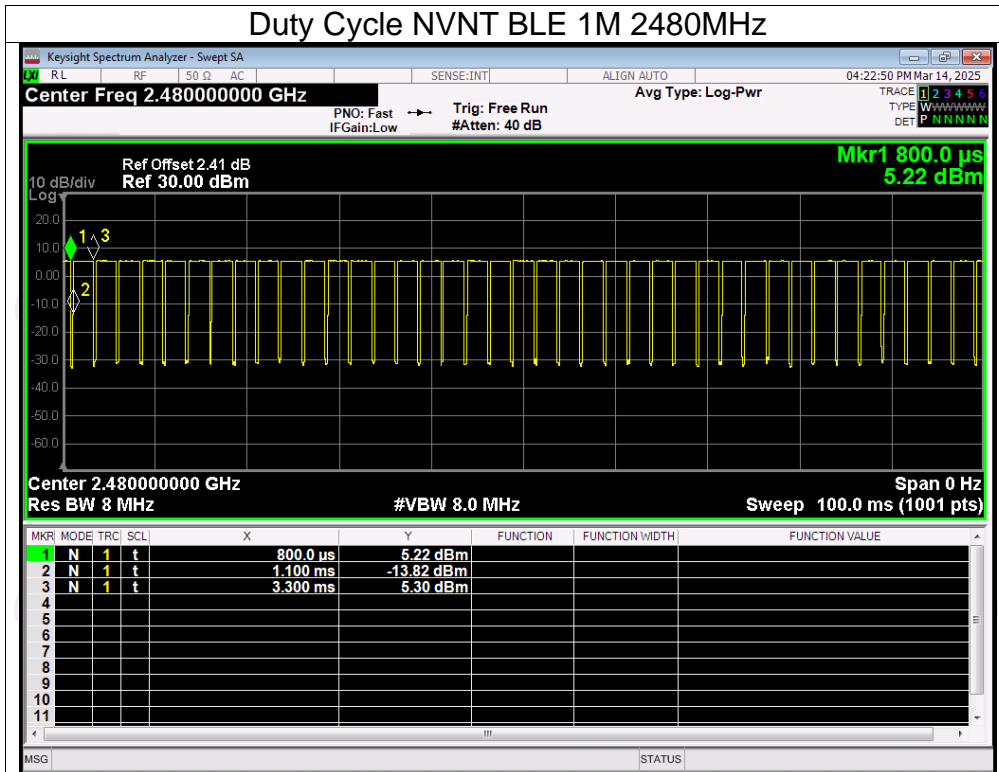 Duty Cycle NVNT BLE 1M 2480MHz
Keysight Spectrum Analyzer - Swept SA
LXI RL RF 50 Ω AC SENSE:INT ALIGN AUTO 04:22:50 PM Mar 14, 2025
Center Freq 2.480000000 GHz Avg Type: Log-Pwr TRACE 1 2 3 4 5 6
PNO: Fast Trig: Free Run TYPE WWWWWW
IFGain:Low #Atten: 40 dB DET P N N N N N
Mkr1 800.0 µs
Ref Offset 2.41 dB
10 dB/div Ref 30.00 dBm 5.22 dBm
Log
20.0
10.0
0.00
-10.0
-20.0
-30.0
-40.0
-50.0
-60.0
1 3
2
Center 2.480000000 GHz Span 0 Hz
Res BW 8 MHz #VBW 8.0 MHz Sweep 100.0 ms (1001 pts)
MKR MODE TRC SCL X Y FUNCTION FUNCTION WIDTH FUNCTION VALUE
1 N 1 t 800.0 µs 5.22 dBm
2 N 1 t 1.100 ms -13.82 dBm
3 N 1 t 3.300 ms 5.30 dBm
4
5
6
7
8
9
10
11
MSG STATUS